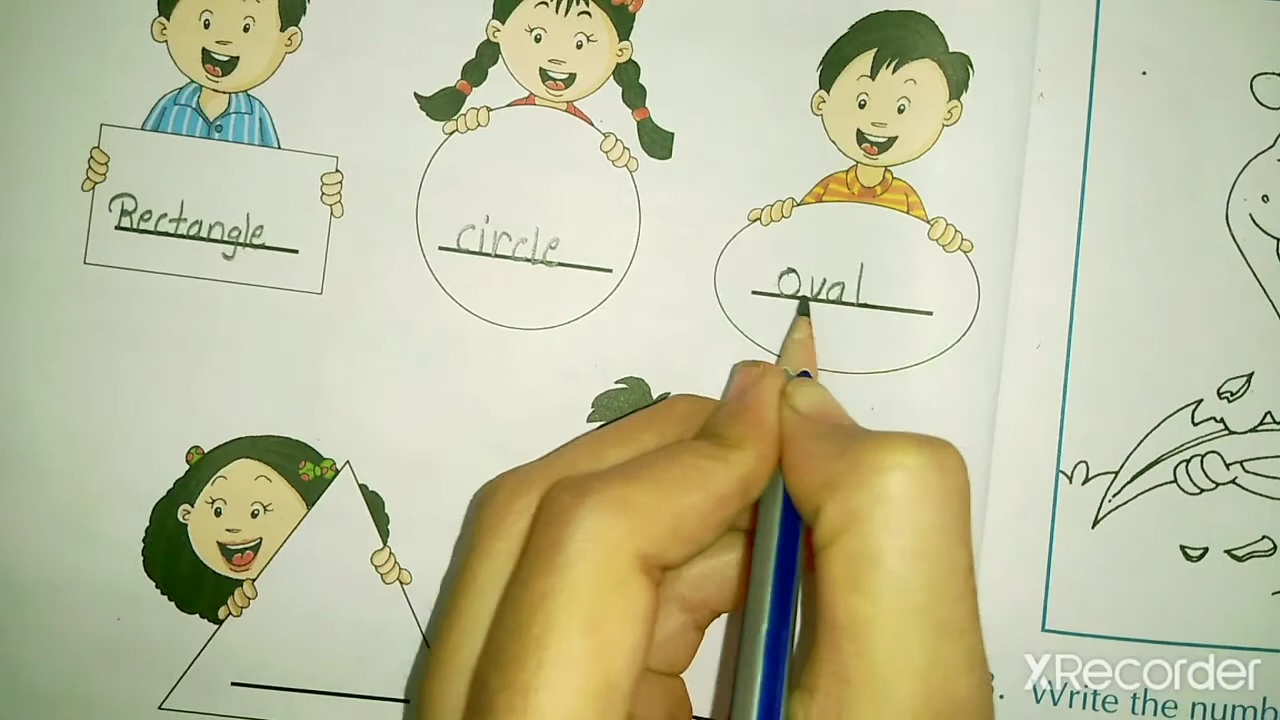 Rectangle
circle
oval
XRecorder
. Write the numb